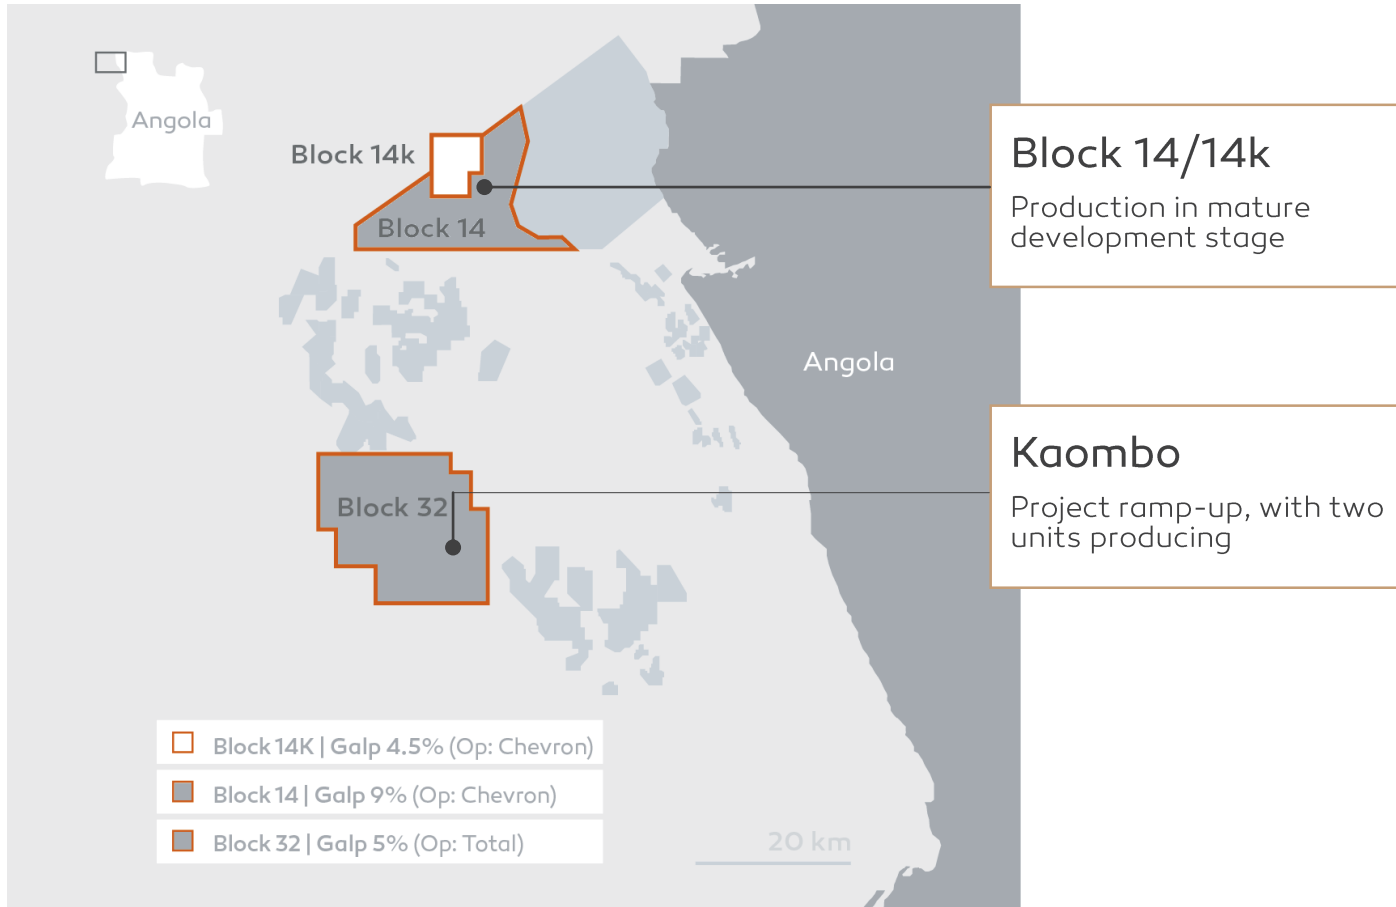 Angola
Block 14k
Block 14
Block 14/14k
Production in mature
development stage
Angola
Kaombo
Project ramp-up, with two
units producing
Block 32
Block 14K | Galp 4.5% (Op: Chevron)
Block 14 | Galp 9% (Op: Chevron)
Block 32 | Galp 5% (Op: Total)
20 km